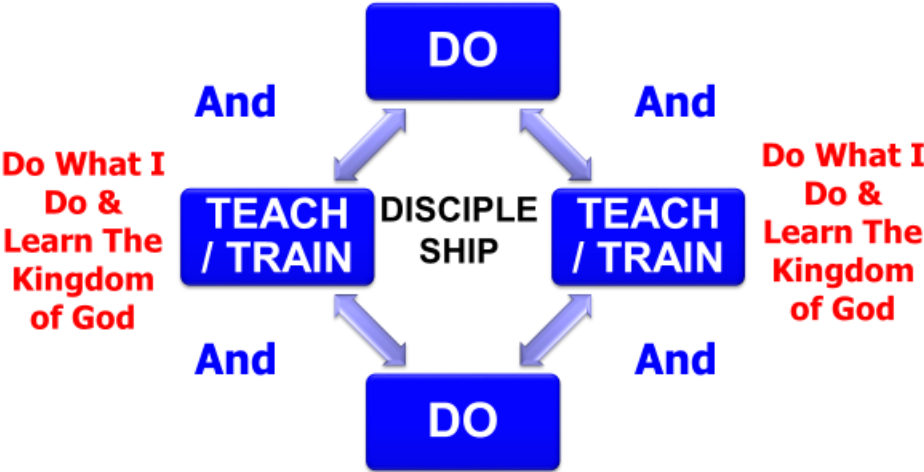 DO
And
And
Do What I
Do &
Learn The
Kingdom
of God
TEACH
/ TRAIN
DISCIPLE
SHIP
TEACH
/ TRAIN
Do What I
Do &
Learn The
Kingdom
of God
And
And
DO